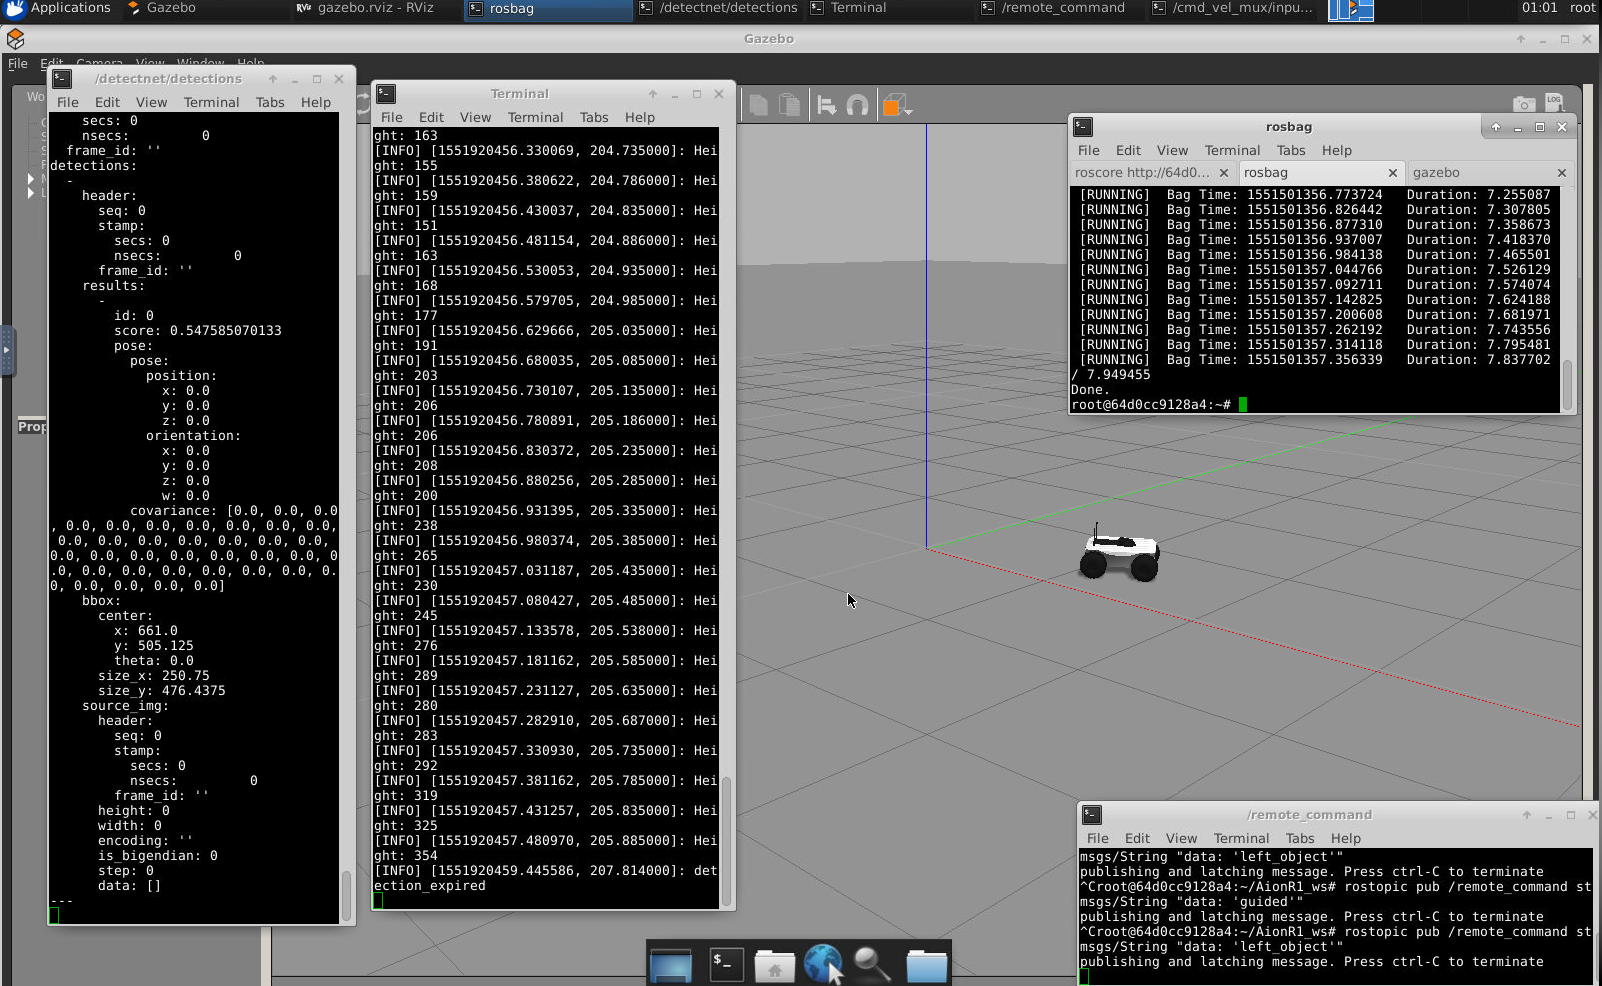 Applications
Gazebo
gazebo.rviz - RViz
rosbag
/detectnet/detections
Terminal
/remote_command
/cmd_vel_mux/inpu...
01:01
root
Gazebo
File Edit Camera View Window Help
Wo
Prop
/detectnet/detections
File Edit View Terminal Tabs Help
secs: 0
nsecs: 0
frame_id: ''
detections:
-
header:
seq: 0
stamp:
secs: 0
nsecs: 0
frame_id: ''
results:
-
id: 0
score: 0.547585070133
pose:
pose:
position:
x: 0.0
y: 0.0
z: 0.0
orientation:
x: 0.0
y: 0.0
z: 0.0
w: 0.0
covariance: [0.0, 0.0, 0.0
, 0.0, 0.0, 0.0, 0.0, 0.0, 0.0, 0.0,
0.0, 0.0, 0.0, 0.0, 0.0, 0.0, 0.0,
0.0, 0.0, 0.0, 0.0, 0.0, 0.0, 0.0, 0
.0, 0.0, 0.0, 0.0, 0.0, 0.0, 0.0, 0.
0, 0.0, 0.0, 0.0, 0.0]
bbox:
center:
x: 661.0
y: 505.125
theta: 0.0
size_x: 250.75
size_y: 476.4375
source_img:
header:
seq: 0
stamp:
secs: 0
nsecs: 0
frame_id: ''
height: 0
width: 0
encoding: ''
is_bigendian: 0
step: 0
data: []
---
Terminal
File Edit View Terminal Tabs Help
ght: 163
[INFO] [1551920456.330069, 204.735000]: Hei
ght: 155
[INFO] [1551920456.380622, 204.786000]: Hei
ght: 159
[INFO] [1551920456.430037, 204.835000]: Hei
ght: 151
[INFO] [1551920456.481154, 204.886000]: Hei
ght: 163
[INFO] [1551920456.530053, 204.935000]: Hei
ght: 168
[INFO] [1551920456.579705, 204.985000]: Hei
ght: 177
[INFO] [1551920456.629666, 205.035000]: Hei
ght: 191
[INFO] [1551920456.680035, 205.085000]: Hei
ght: 203
[INFO] [1551920456.730107, 205.135000]: Hei
ght: 206
[INFO] [1551920456.780891, 205.186000]: Hei
ght: 206
[INFO] [1551920456.830372, 205.235000]: Hei
ght: 208
[INFO] [1551920456.880256, 205.285000]: Hei
ght: 200
[INFO] [1551920456.931395, 205.335000]: Hei
ght: 238
[INFO] [1551920456.980374, 205.385000]: Hei
ght: 265
[INFO] [1551920457.031187, 205.435000]: Hei
ght: 230
[INFO] [1551920457.080427, 205.485000]: Hei
ght: 245
[INFO] [1551920457.133578, 205.538000]: Hei
ght: 276
[INFO] [1551920457.181162, 205.585000]: Hei
ght: 289
[INFO] [1551920457.231127, 205.635000]: Hei
ght: 280
[INFO] [1551920457.282910, 205.687000]: Hei
ght: 283
[INFO] [1551920457.330930, 205.735000]: Hei
ght: 292
[INFO] [1551920457.381162, 205.785000]: Hei
ght: 319
[INFO] [1551920457.431257, 205.835000]: Hei
ght: 325
[INFO] [1551920457.480970, 205.885000]: Hei
ght: 354
[INFO] [1551920459.445586, 207.814000]: det
ection_expired
LOG
rosbag
File Edit View Terminal Tabs Help
roscore http://64d0...
rosbag
gazebo
[RUNNING] Bag Time: 1551501356.773724 Duration: 7.255087
[RUNNING] Bag Time: 1551501356.826442 Duration: 7.307805
[RUNNING] Bag Time: 1551501356.877310 Duration: 7.358673
[RUNNING] Bag Time: 1551501356.937007 Duration: 7.418370
[RUNNING] Bag Time: 1551501356.984138 Duration: 7.465501
[RUNNING] Bag Time: 1551501357.044766 Duration: 7.526129
[RUNNING] Bag Time: 1551501357.092711 Duration: 7.574074
[RUNNING] Bag Time: 1551501357.142825 Duration: 7.624188
[RUNNING] Bag Time: 1551501357.200608 Duration: 7.681971
[RUNNING] Bag Time: 1551501357.262192 Duration: 7.743556
[RUNNING] Bag Time: 1551501357.314118 Duration: 7.795481
[RUNNING] Bag Time: 1551501357.356339 Duration: 7.837702
/ 7.949455
Done.
root@64d0cc9128a4:~#
/remote_command
File Edit View Terminal Tabs Help
msgs/String "data: 'left_object'"
publishing and latching message. Press ctrl-C to terminate
^Croot@64d0cc9128a4:~/AionR1_ws# rostopic pub /remote_command st
msgs/String "data: 'guided'"
publishing and latching message. Press ctrl-C to terminate
^Croot@64d0cc9128a4:~/AionR1_ws# rostopic pub /remote_command st
msgs/String "data: 'left_object'"
publishing and latching message. Press ctrl-C to terminate